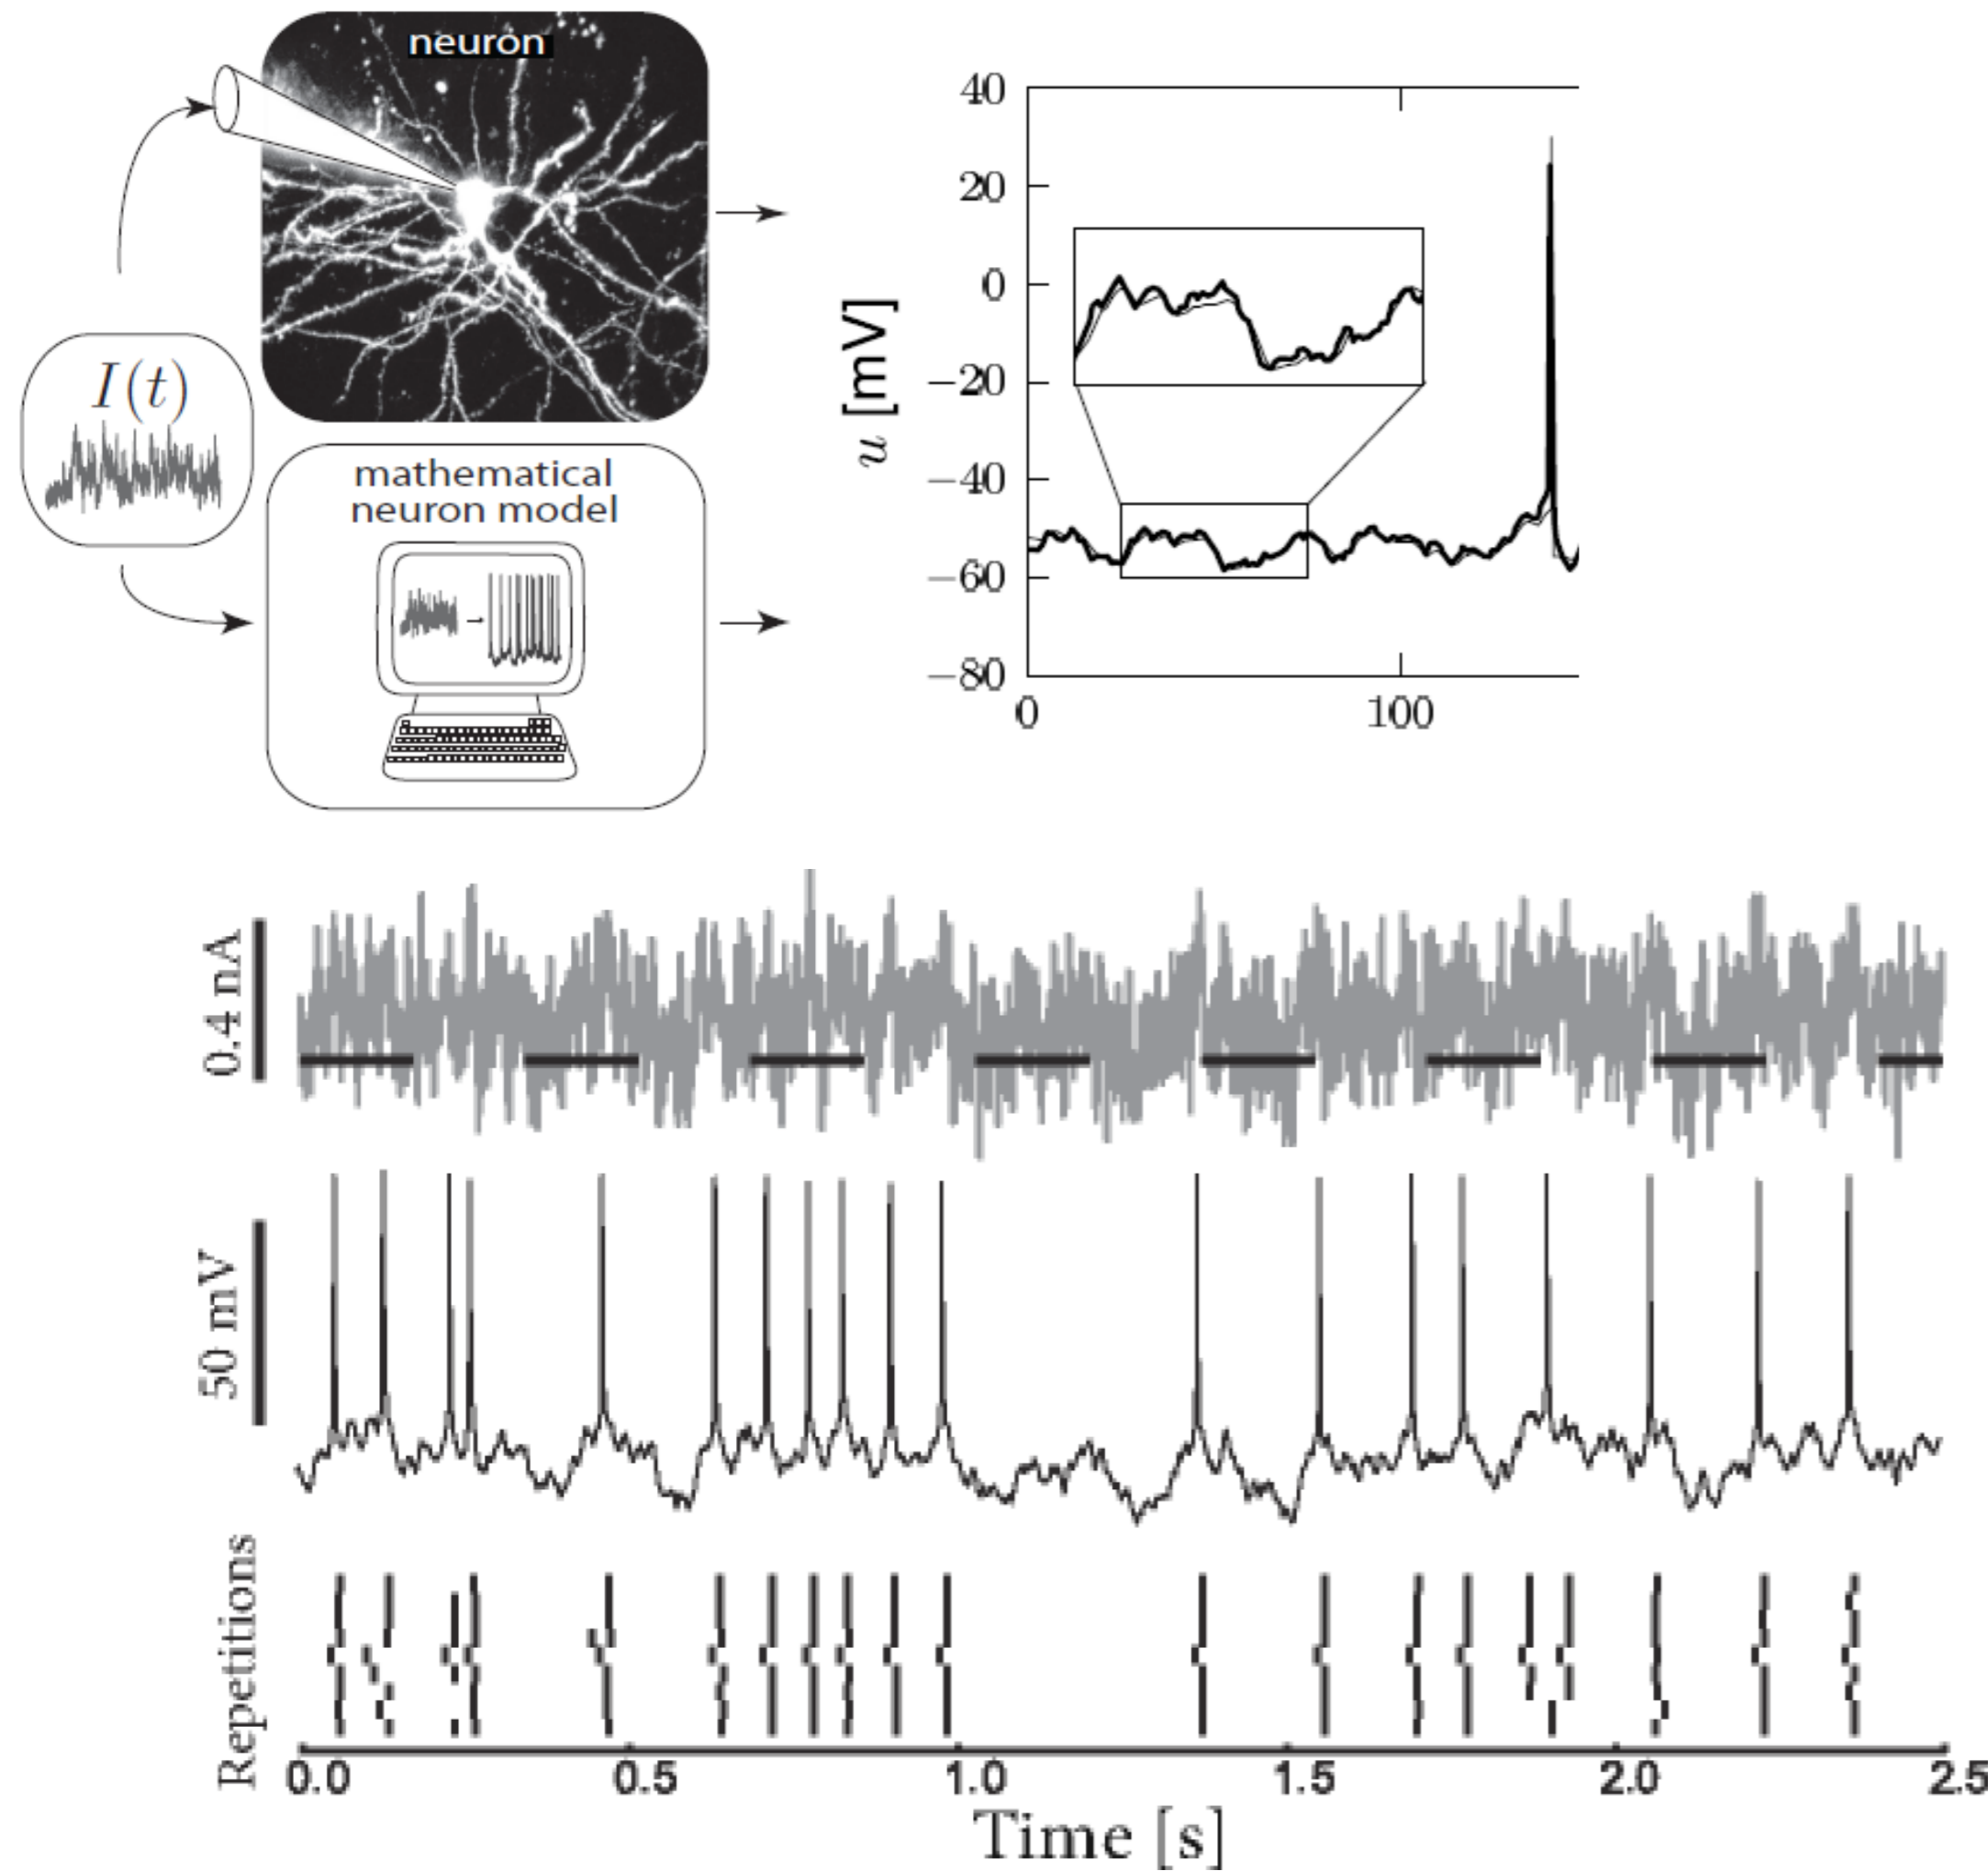 neuron
I(t)
mathematical
neuron model
40
20
0
−20
−40
−60
−80
u [mV]
0
100
0.4 nA
50 mV
Repetitions
0.0
0.5
1.0
1.5
2.0
2.5
Time [s]